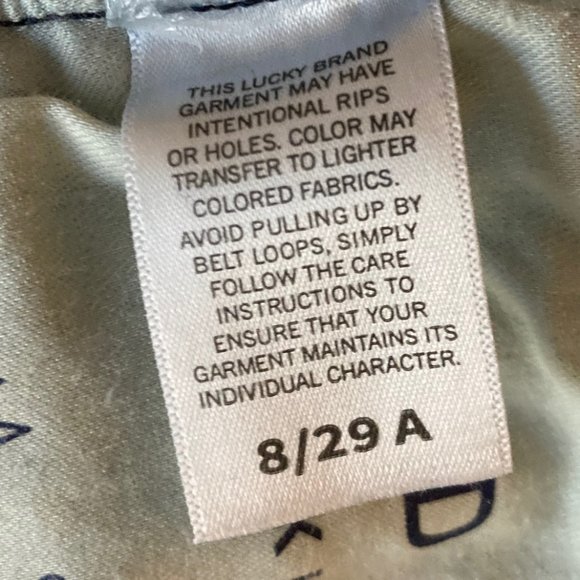 THIS LUCKY BRAND
GARMENT MAY HAVE
INTENTIONAL RIPS
OR HOLES. COLOR MAY
TRANSFER TO LIGHTER
COLORED FABRICS.
AVOID PULLING UP BY
BELT LOOPS, SIMPLY
FOLLOW THE CARE
INSTRUCTIONS TO
ENSURE THAT YOUR
GARMENT MAINTAINS ITS
INDIVIDUAL CHARACTER.
8/29 A